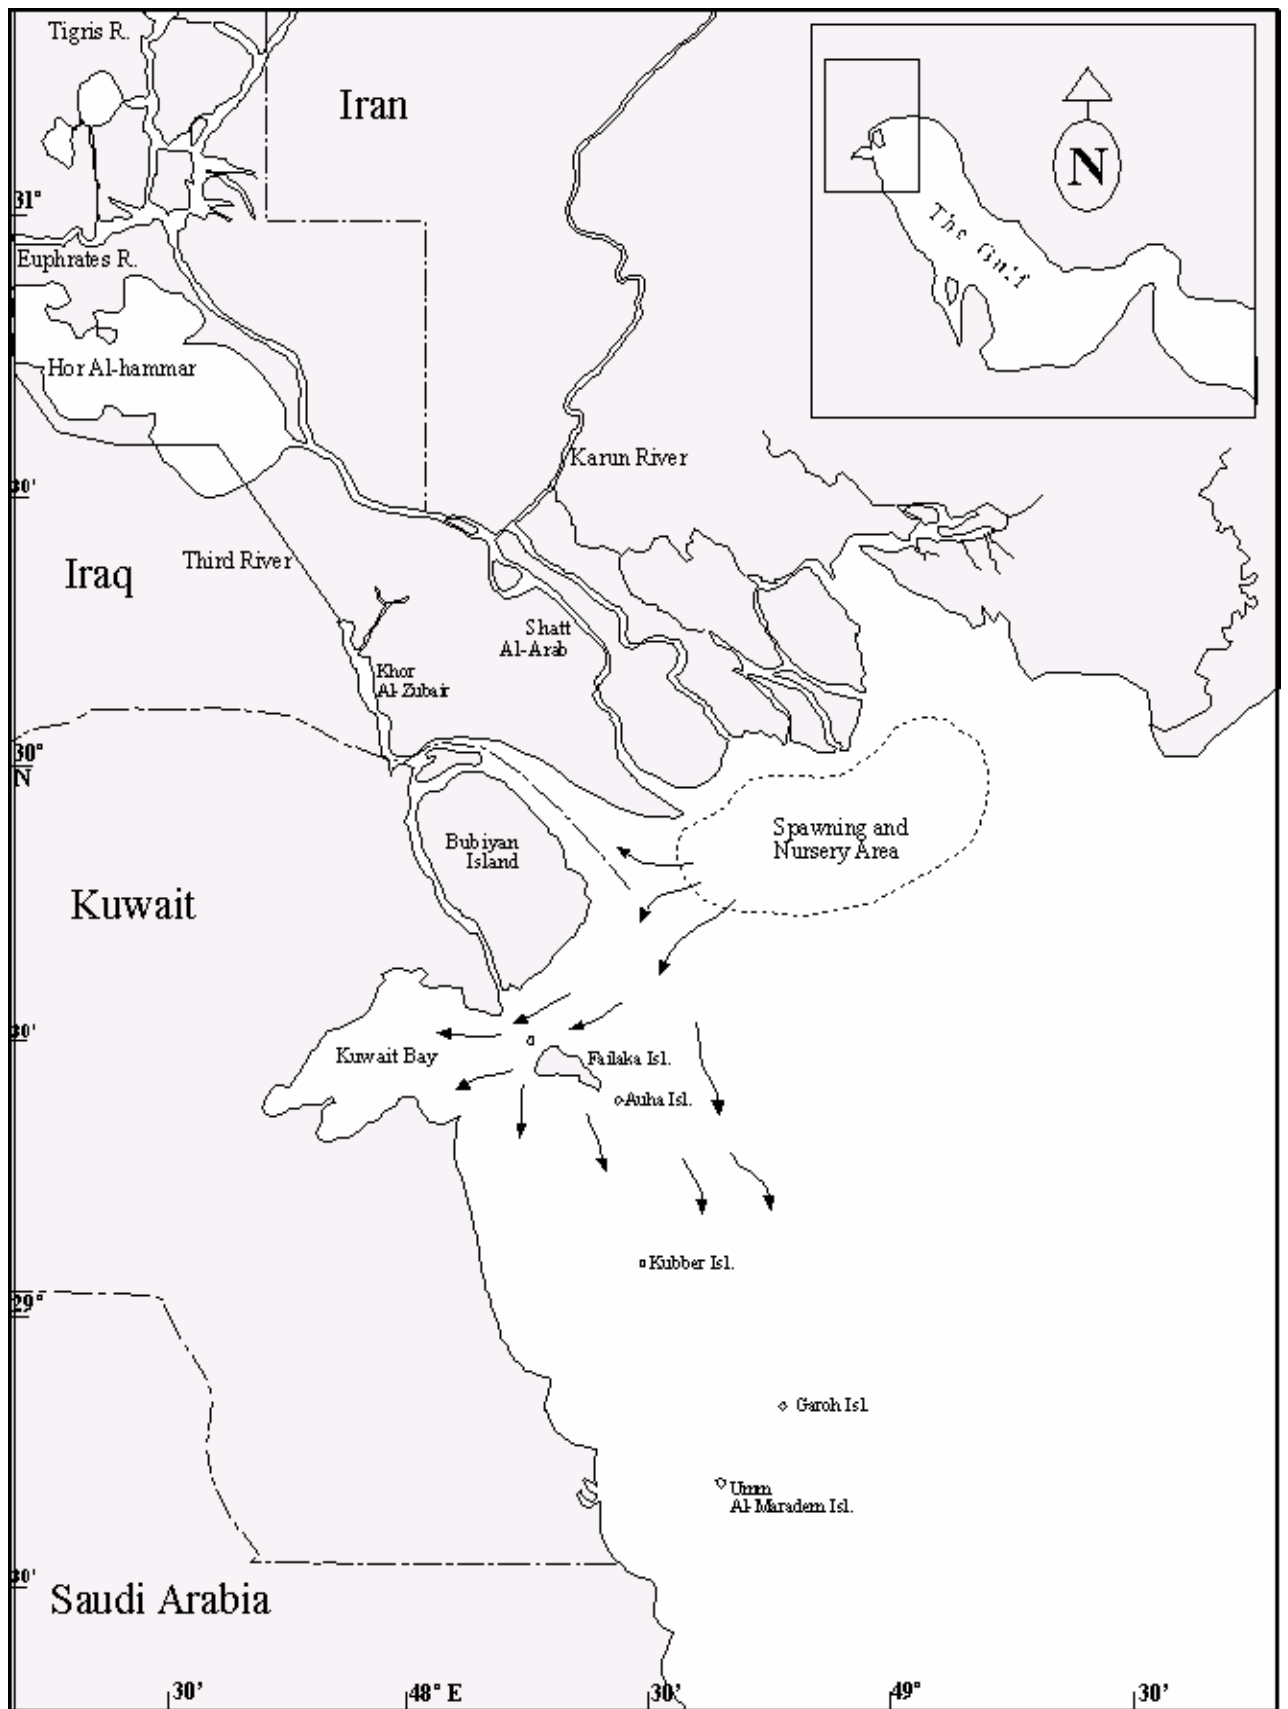 Tigris R.
Iran
N
The Gulf
31°
Euphrates R.
Hor Al-hammar
Karun River
30'
Third River
Iraq
Shatt
Al-Arab
Khor
Al-Zubair
30°
N
Spawning and
Nursery Area
Bubiyan
Island
Kuwait
30'
Kuwait Bay
Failaka Isl.
Auha Isl.
Kubber Isl.
29°
Garoh Isl.
Umm
Al-Maradem Isl.
30'
Saudi Arabia
30'
48° E
30'
49°
30'